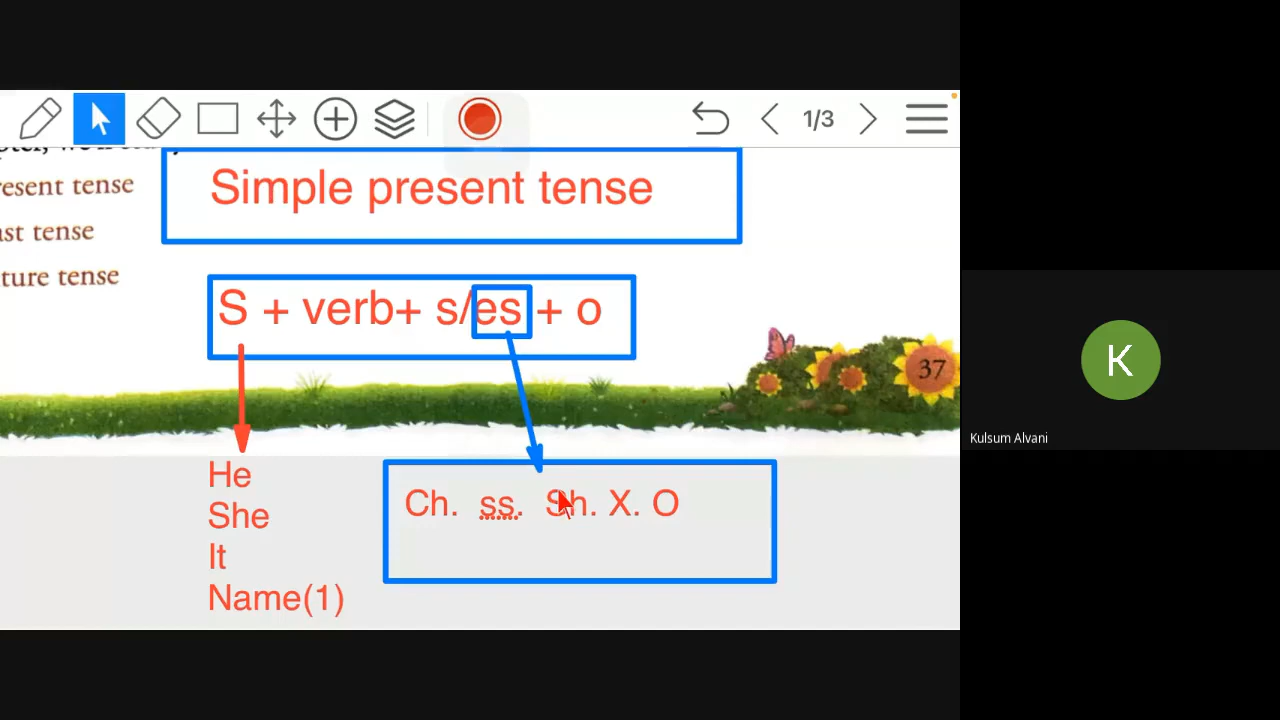 1/3
Simple present tense
resent tense
ast tense
ture tense
S + verb+ s/es + o
37
He
She
It
Name(1)
Ch. ss. Sh. X. O
K
Kulsum Alvani